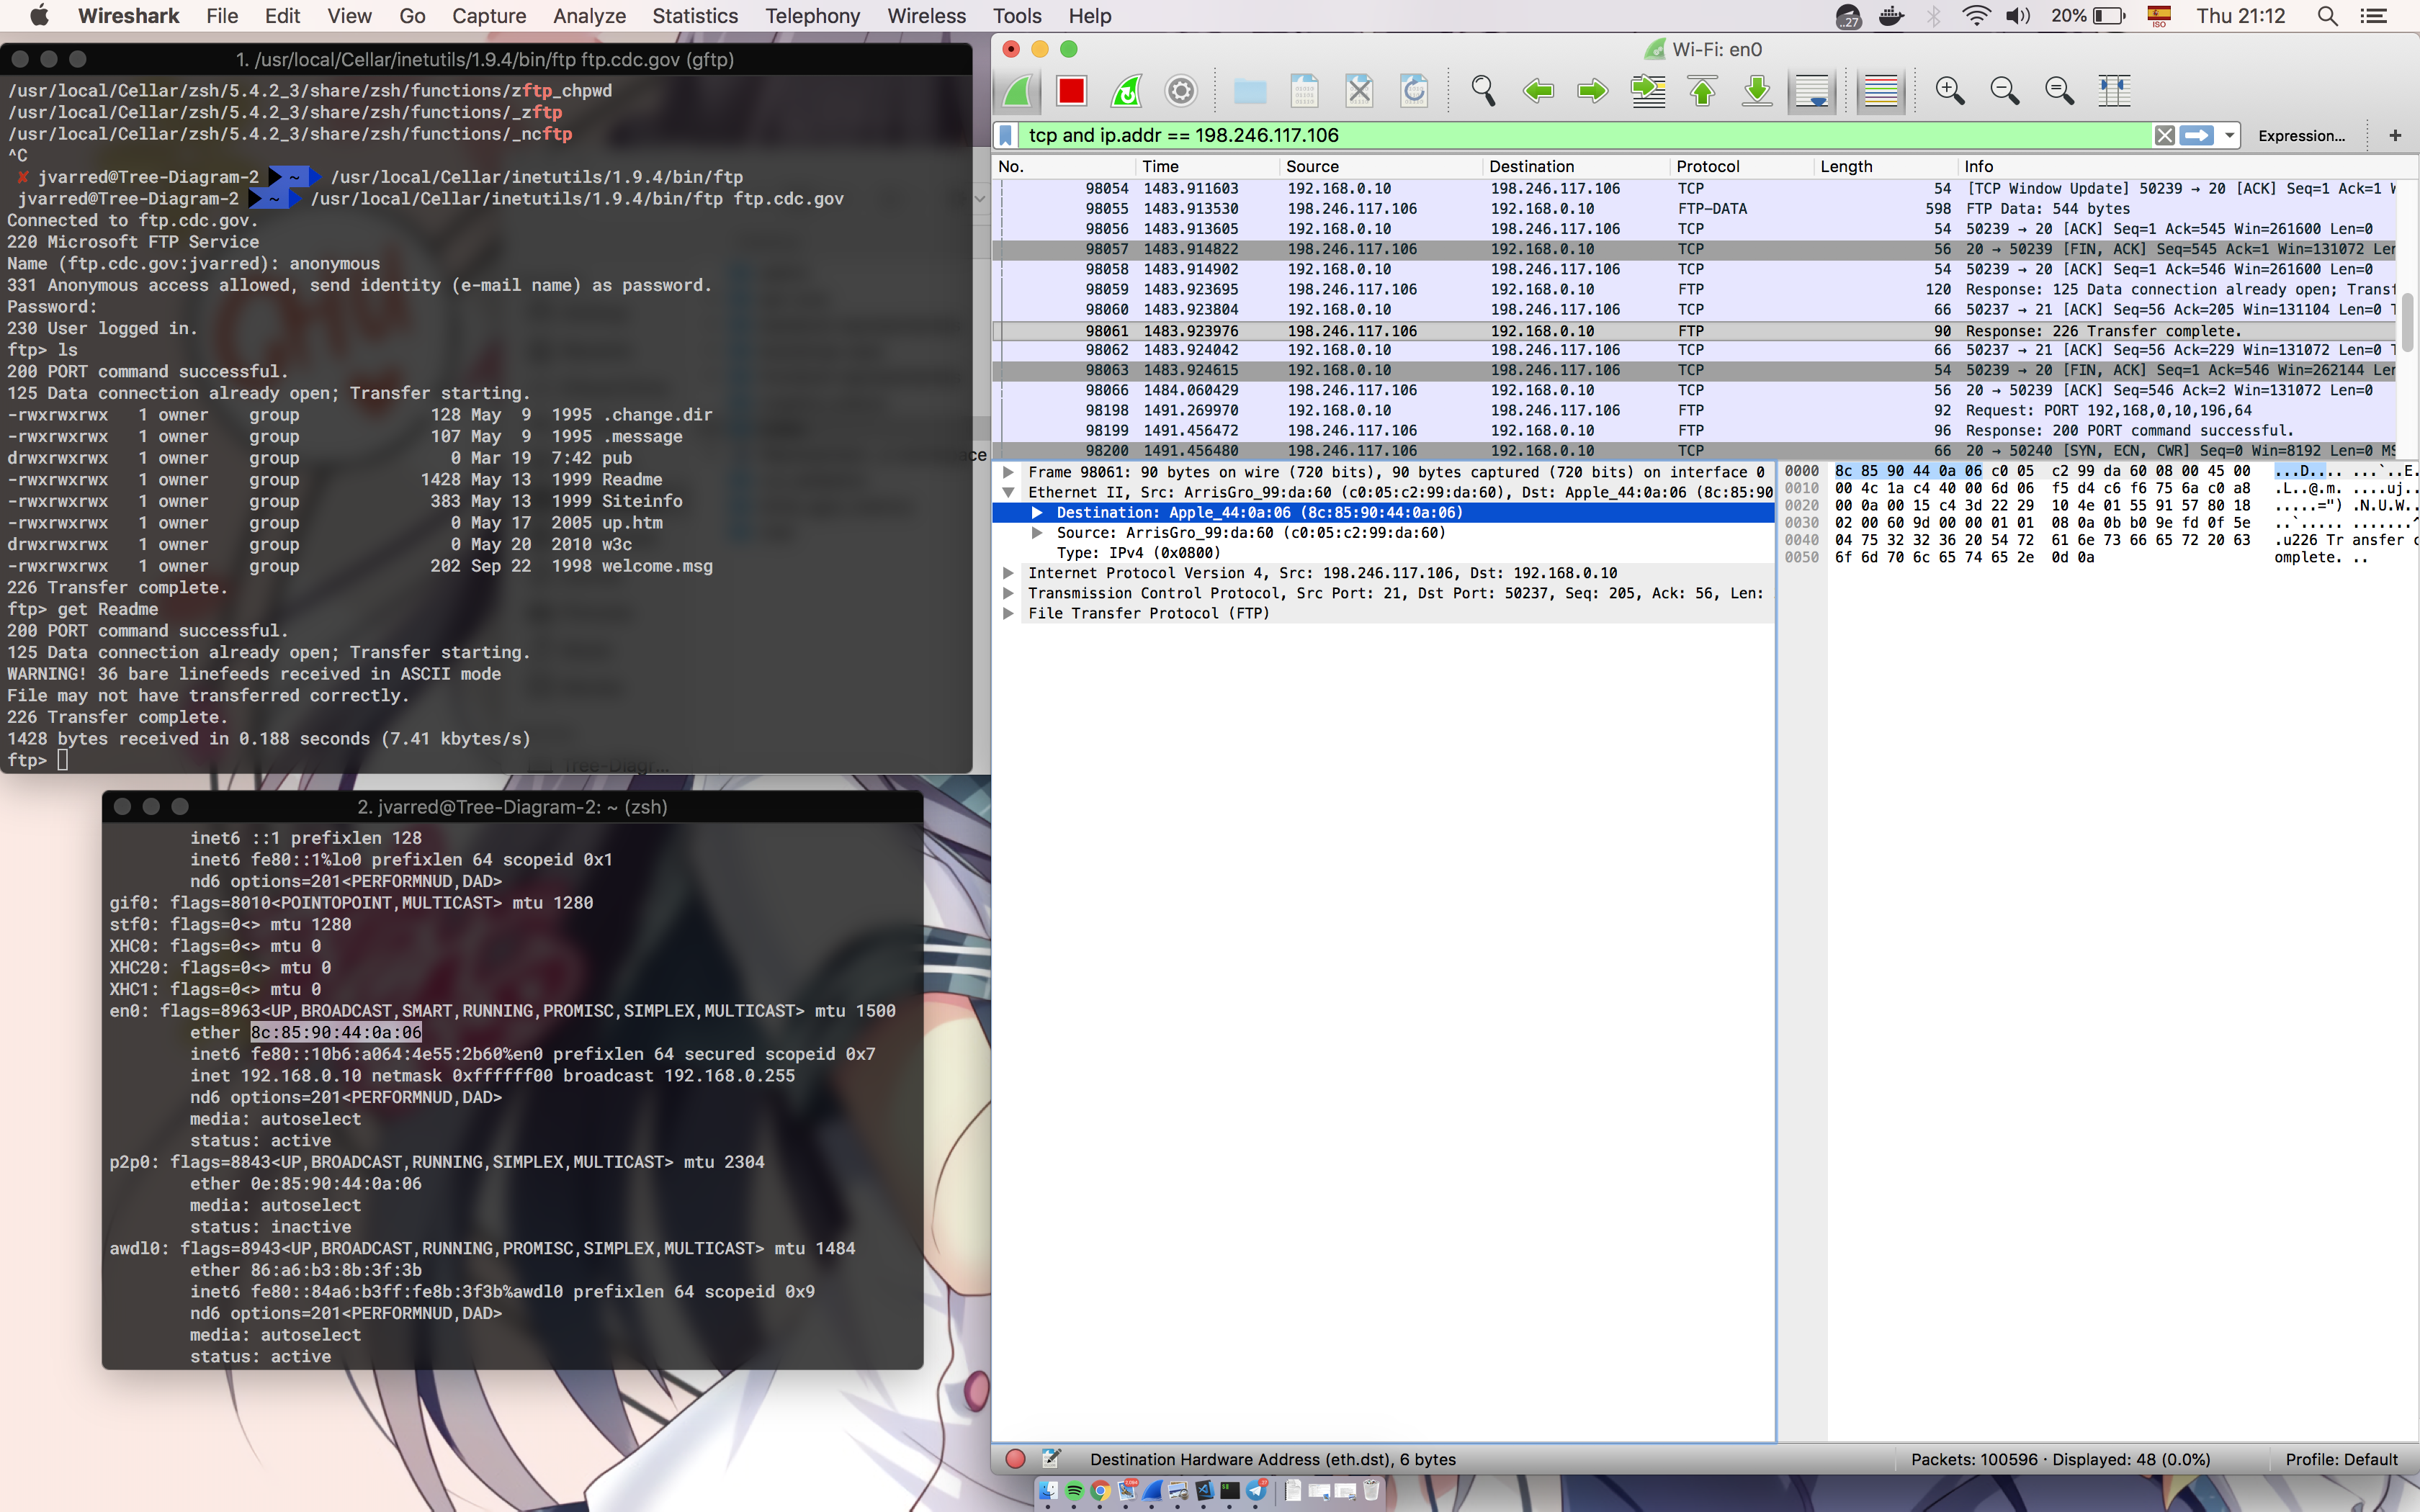 Wireshark File Edit View Go Capture Analyze Statistics Telephony Wireless Tools Help
..27 20% ISO Thu 21:12
1. /usr/local/Cellar/inetutils/1.9.4/bin/ftp ftp.cdc.gov (gftp)
/usr/local/Cellar/zsh/5.4.2_3/share/zsh/functions/zftp_chpwd
/usr/local/Cellar/zsh/5.4.2_3/share/zsh/functions/_zftp
/usr/local/Cellar/zsh/5.4.2_3/share/zsh/functions/_ncftp
^C
✘ jvarred@Tree-Diagram-2 ~ /usr/local/Cellar/inetutils/1.9.4/bin/ftp
jvarred@Tree-Diagram-2 ~ /usr/local/Cellar/inetutils/1.9.4/bin/ftp ftp.cdc.gov
Connected to ftp.cdc.gov.
220 Microsoft FTP Service
Name (ftp.cdc.gov:jvarred): anonymous
331 Anonymous access allowed, send identity (e-mail name) as password.
Password:
230 User logged in.
ftp> ls
200 PORT command successful.
125 Data connection already open; Transfer starting.
-rwxrwxrwx 1 owner group 128 May 9 1995 .change.dir
-rwxrwxrwx 1 owner group 107 May 9 1995 .message
drwxrwxrwx 1 owner group 0 Mar 19 7:42 pub
-rwxrwxrwx 1 owner group 1428 May 13 1999 Readme
-rwxrwxrwx 1 owner group 383 May 13 1999 Siteinfo
-rwxrwxrwx 1 owner group 0 May 17 2005 up.htm
drwxrwxrwx 1 owner group 0 May 20 2010 w3c
-rwxrwxrwx 1 owner group 202 Sep 22 1998 welcome.msg
226 Transfer complete.
ftp> get Readme
200 PORT command successful.
125 Data connection already open; Transfer starting.
WARNING! 36 bare linefeeds received in ASCII mode
File may not have transferred correctly.
226 Transfer complete.
1428 bytes received in 0.188 seconds (7.41 kbytes/s)
ftp>
2. jvarred@Tree-Diagram-2: ~ (zsh)
inet6 ::1 prefixlen 128
inet6 fe80::1%lo0 prefixlen 64 scopeid 0x1
nd6 options=201<PERFORMNUD,DAD>
gif0: flags=8010<POINTOPOINT,MULTICAST> mtu 1280
stf0: flags=0<> mtu 1280
XHC0: flags=0<> mtu 0
XHC20: flags=0<> mtu 0
XHC1: flags=0<> mtu 0
en0: flags=8963<UP,BROADCAST,SMART,RUNNING,PROMISC,SIMPLEX,MULTICAST> mtu 1500
ether 8c:85:90:44:0a:06
inet6 fe80::10b6:a064:4e55:2b60%en0 prefixlen 64 secured scopeid 0x7
inet 192.168.0.10 netmask 0xffffff00 broadcast 192.168.0.255
nd6 options=201<PERFORMNUD,DAD>
media: autoselect
status: active
p2p0: flags=8843<UP,BROADCAST,RUNNING,SIMPLEX,MULTICAST> mtu 2304
ether 0e:85:90:44:0a:06
media: autoselect
status: inactive
awdl0: flags=8943<UP,BROADCAST,RUNNING,PROMISC,SIMPLEX,MULTICAST> mtu 1484
ether 86:a6:b3:8b:3f:3b
inet6 fe80::84a6:b3ff:fe8b:3f3b%awdl0 prefixlen 64 scopeid 0x9
nd6 options=201<PERFORMNUD,DAD>
media: autoselect
status: active
Wi-Fi: en0
tcp and ip.addr == 198.246.117.106 Expression... +
No. Time Source Destination Protocol Length Info
98054 1483.911603 192.168.0.10 198.246.117.106 TCP 54 [TCP Window Update] 50239 → 20 [ACK] Seq=1 Ack=1 W
98055 1483.913530 198.246.117.106 192.168.0.10 FTP-DATA 598 FTP Data: 544 bytes
98056 1483.913605 192.168.0.10 198.246.117.106 TCP 54 50239 → 20 [ACK] Seq=1 Ack=545 Win=261600 Len=0
98057 1483.914822 198.246.117.106 192.168.0.10 TCP 56 20 → 50239 [FIN, ACK] Seq=545 Ack=1 Win=131072 Len
98058 1483.914902 192.168.0.10 198.246.117.106 TCP 54 50239 → 20 [ACK] Seq=1 Ack=546 Win=261600 Len=0
98059 1483.923695 198.246.117.106 192.168.0.10 FTP 120 Response: 125 Data connection already open; Transf
98060 1483.923804 192.168.0.10 198.246.117.106 TCP 66 50237 → 21 [ACK] Seq=56 Ack=205 Win=131104 Len=0 T
98061 1483.923976 198.246.117.106 192.168.0.10 FTP 90 Response: 226 Transfer complete.
98062 1483.924042 192.168.0.10 198.246.117.106 TCP 66 50237 → 21 [ACK] Seq=56 Ack=229 Win=131072 Len=0 T
98063 1483.924615 192.168.0.10 198.246.117.106 TCP 54 50239 → 20 [FIN, ACK] Seq=1 Ack=546 Win=262144 Len
98066 1484.060429 198.246.117.106 192.168.0.10 TCP 56 20 → 50239 [ACK] Seq=546 Ack=2 Win=131072 Len=0
98198 1491.269970 192.168.0.10 198.246.117.106 FTP 92 Request: PORT 192,168,0,10,196,64
98199 1491.456472 198.246.117.106 192.168.0.10 FTP 96 Response: 200 PORT command successful.
98200 1491.456480 198.246.117.106 192.168.0.10 TCP 66 20 → 50240 [SYN, ECN, CWR] Seq=0 Win=8192 Len=0 MS
Frame 98061: 90 bytes on wire (720 bits), 90 bytes captured (720 bits) on interface 0
Ethernet II, Src: ArrisGro_99:da:60 (c0:05:c2:99:da:60), Dst: Apple_44:0a:06 (8c:85:90
Destination: Apple_44:0a:06 (8c:85:90:44:0a:06)
Source: ArrisGro_99:da:60 (c0:05:c2:99:da:60)
Type: IPv4 (0x0800)
Internet Protocol Version 4, Src: 198.246.117.106, Dst: 192.168.0.10
Transmission Control Protocol, Src Port: 21, Dst Port: 50237, Seq: 205, Ack: 56, Len:
File Transfer Protocol (FTP)
0000 8c 85 90 44 0a 06 c0 05 c2 99 da 60 08 00 45 00 ...D.... ...`..E.
0010 00 4c 1a c4 40 00 6d 06 f5 d4 c6 f6 75 6a c0 a8 .L..@.m. ....uj..
0020 00 0a 00 15 c4 3d 22 29 10 4e 01 55 91 57 80 18 .....=") .N.U.W..
0030 02 00 60 9d 00 00 01 01 08 0a 0b b0 9e fd 0f 5e ..`..... .......^
0040 04 75 32 32 36 20 54 72 61 6e 73 66 65 72 20 63 .u226 Tr ansfer c
0050 6f 6d 70 6c 65 74 65 2e 0d 0a omplete. ..
Destination Hardware Address (eth.dst), 6 bytes
Packets: 100596 · Displayed: 48 (0.0%) Profile: Default